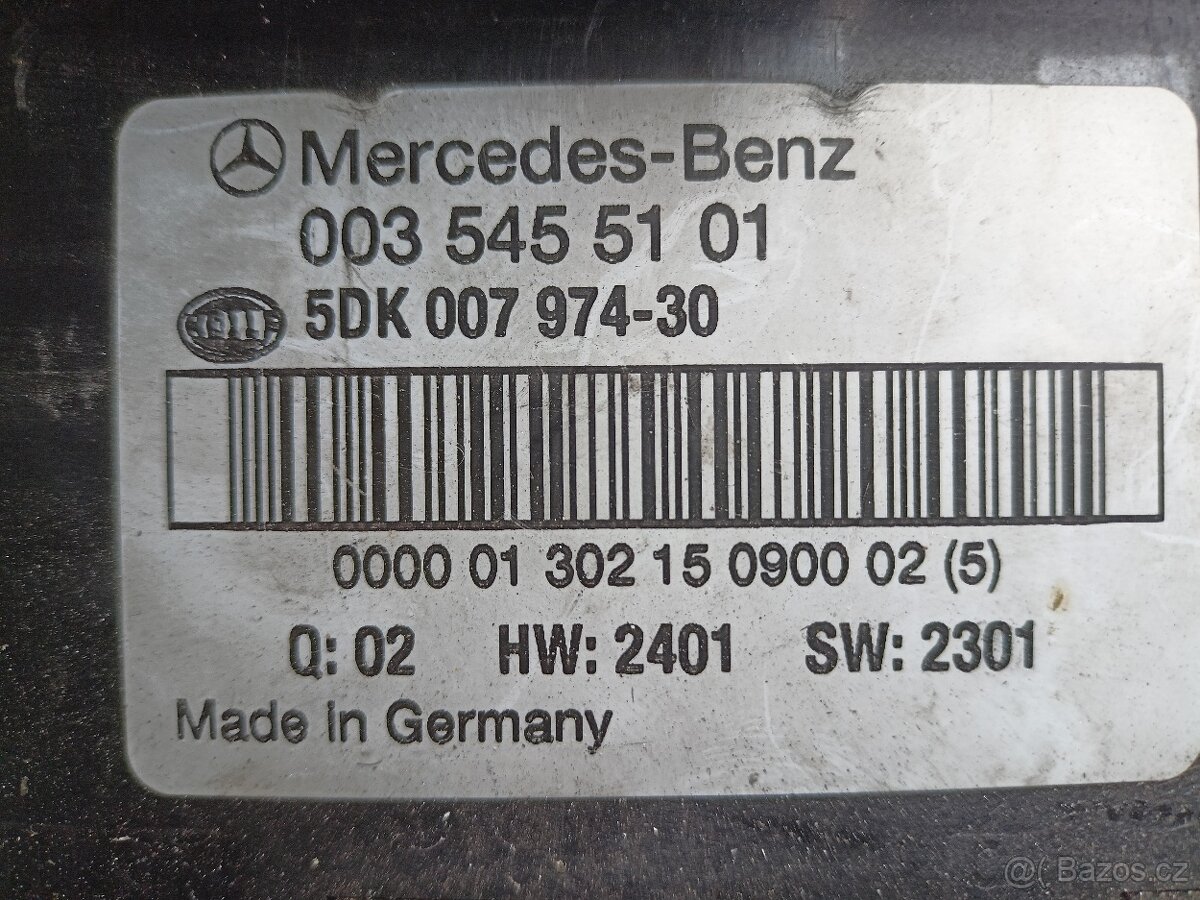 Mercedes-Benz
003 545 51 01
5DK 007 974-30
0000 01 302 15 0900 02 (5)
Q: 02 HW: 2401 SW: 2301
Made in Germany
@( Bazos.cz